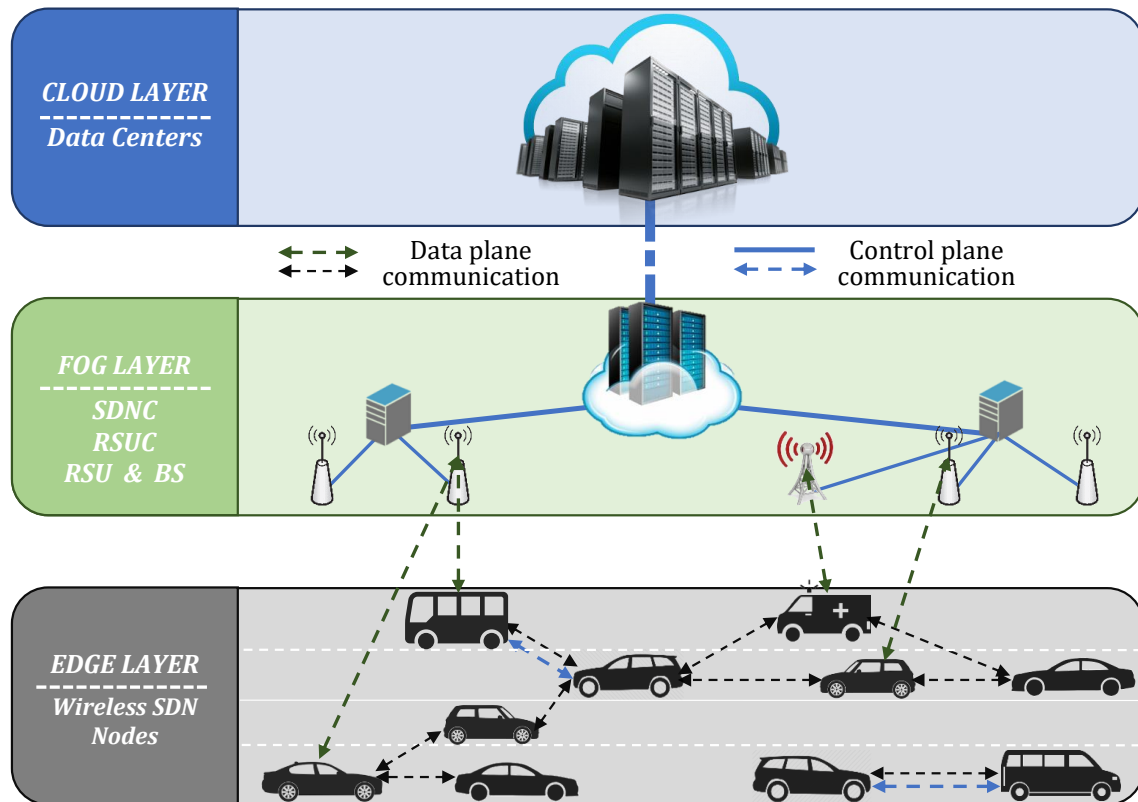 CLOUD LAYER
Data Centers
Data plane
communication
Control plane
communication
FOG LAYER
SDNC
RSUC
RSU & BS
EDGE LAYER
Wireless SDN
Nodes